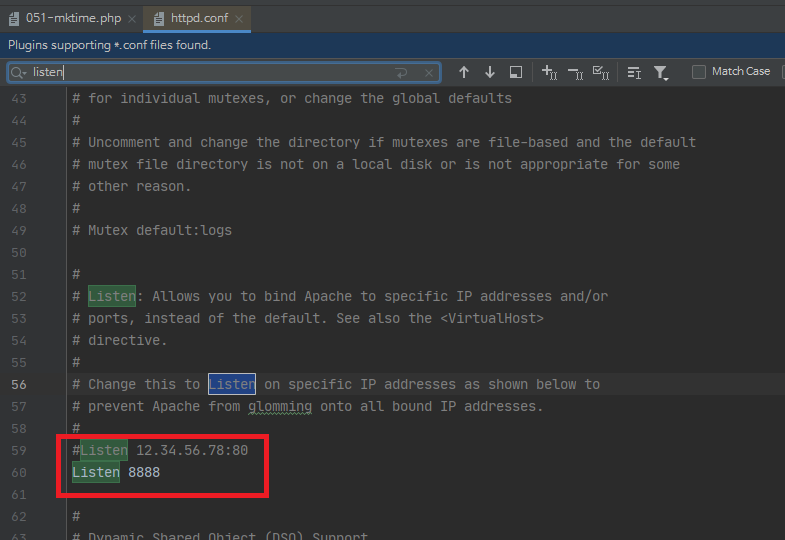 051-mktime.php
httpd.conf
Plugins supporting *.conf files found.
listen
Match Case
43 # for individual mutexes, or change the global defaults
44 #
45 # Uncomment and change the directory if mutexes are file-based and the default
46 # mutex file directory is not on a local disk or is not appropriate for some
47 # other reason.
48 #
49 # Mutex default:logs
50
51 #
52 # Listen: Allows you to bind Apache to specific IP addresses and/or
53 # ports, instead of the default. See also the <VirtualHost>
54 # directive.
55 #
56 # Change this to Listen on specific IP addresses as shown below to
57 # prevent Apache from glomming onto all bound IP addresses.
58 #
59 #Listen 12.34.56.78:80
60 Listen 8888
61
62 #
63 # Dynamic Shared Object (DSO) Support